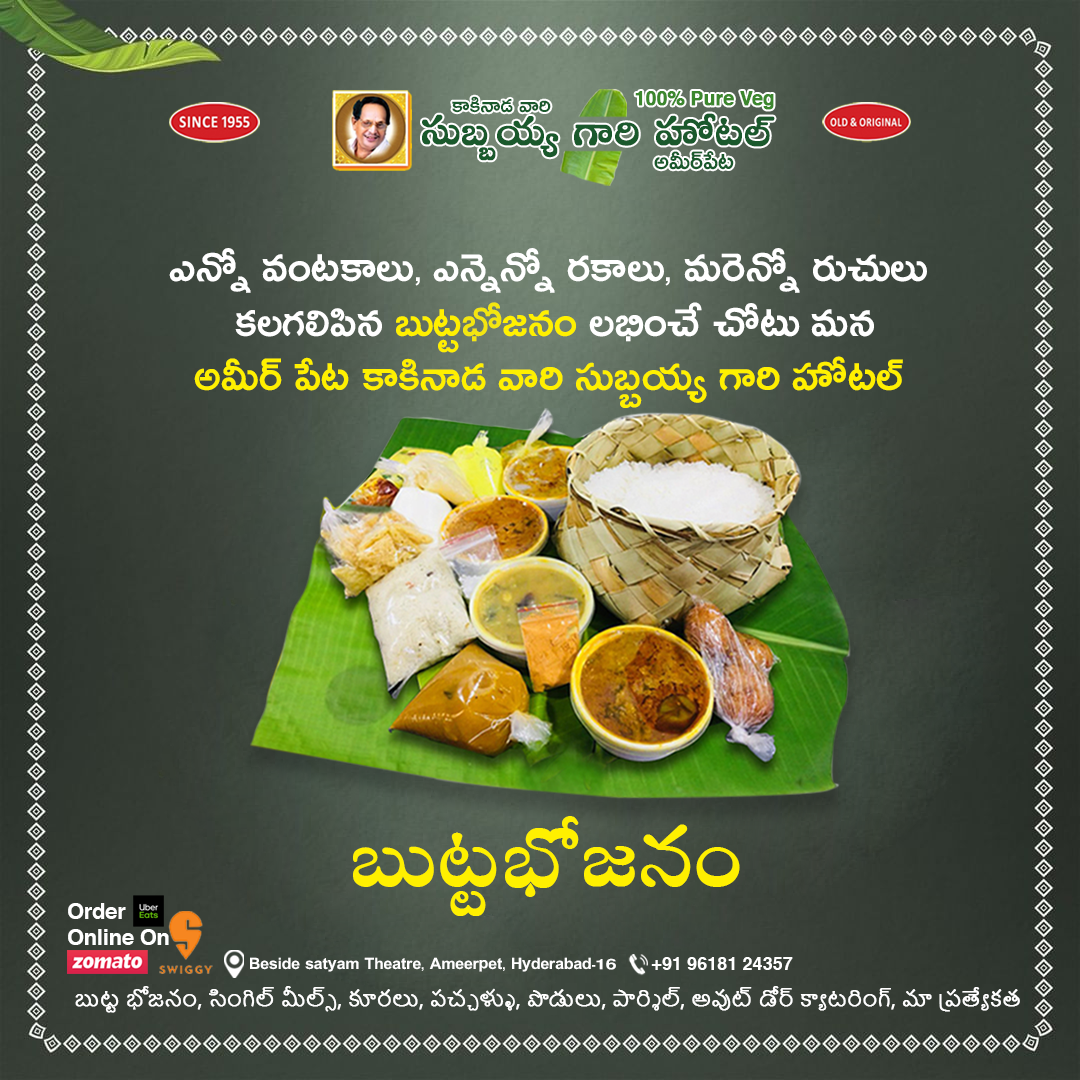 SINCE 1955
కాకినాడ వారి
100% Pure Veg
సుబ్బయ్య గారి హోటల్
అమీర్‌పేట
OLD & ORIGINAL
ఎన్నో వంటకాలు, ఎన్నెన్నో రకాలు, మరెన్నో రుచులు
కలగలిపిన బుట్టభోజనం లభించే చోటు మన
అమీర్ పేట కాకినాడ వారి సుబ్బయ్య గారి హోటల్
బుట్టభోజనం
Order Uber Eats
Online On
zomato SWIGGY
Beside satyam Theatre, Ameerpet, Hyderabad-16 +91 96181 24357
బుట్ట భోజనం, సింగిల్ మీల్స్, కూరలు, పచ్చళ్ళు, పొడులు, పార్శిల్, అవుట్ డోర్ క్యాటరింగ్, మా ప్రత్యేకత